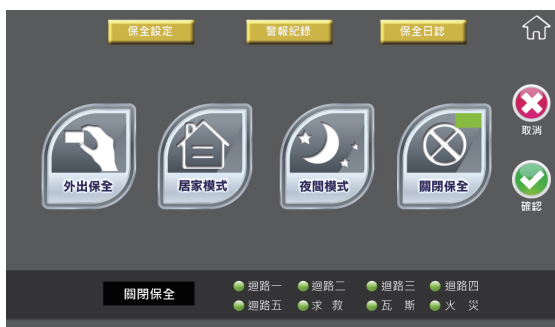 保全設定 警報紀錄 保全日誌
取消
外出保全 居家模式 夜間模式 關閉保全
確認
關閉保全
迴路一 迴路二 迴路三 迴路四
迴路五 求 救 瓦 斯 火 災